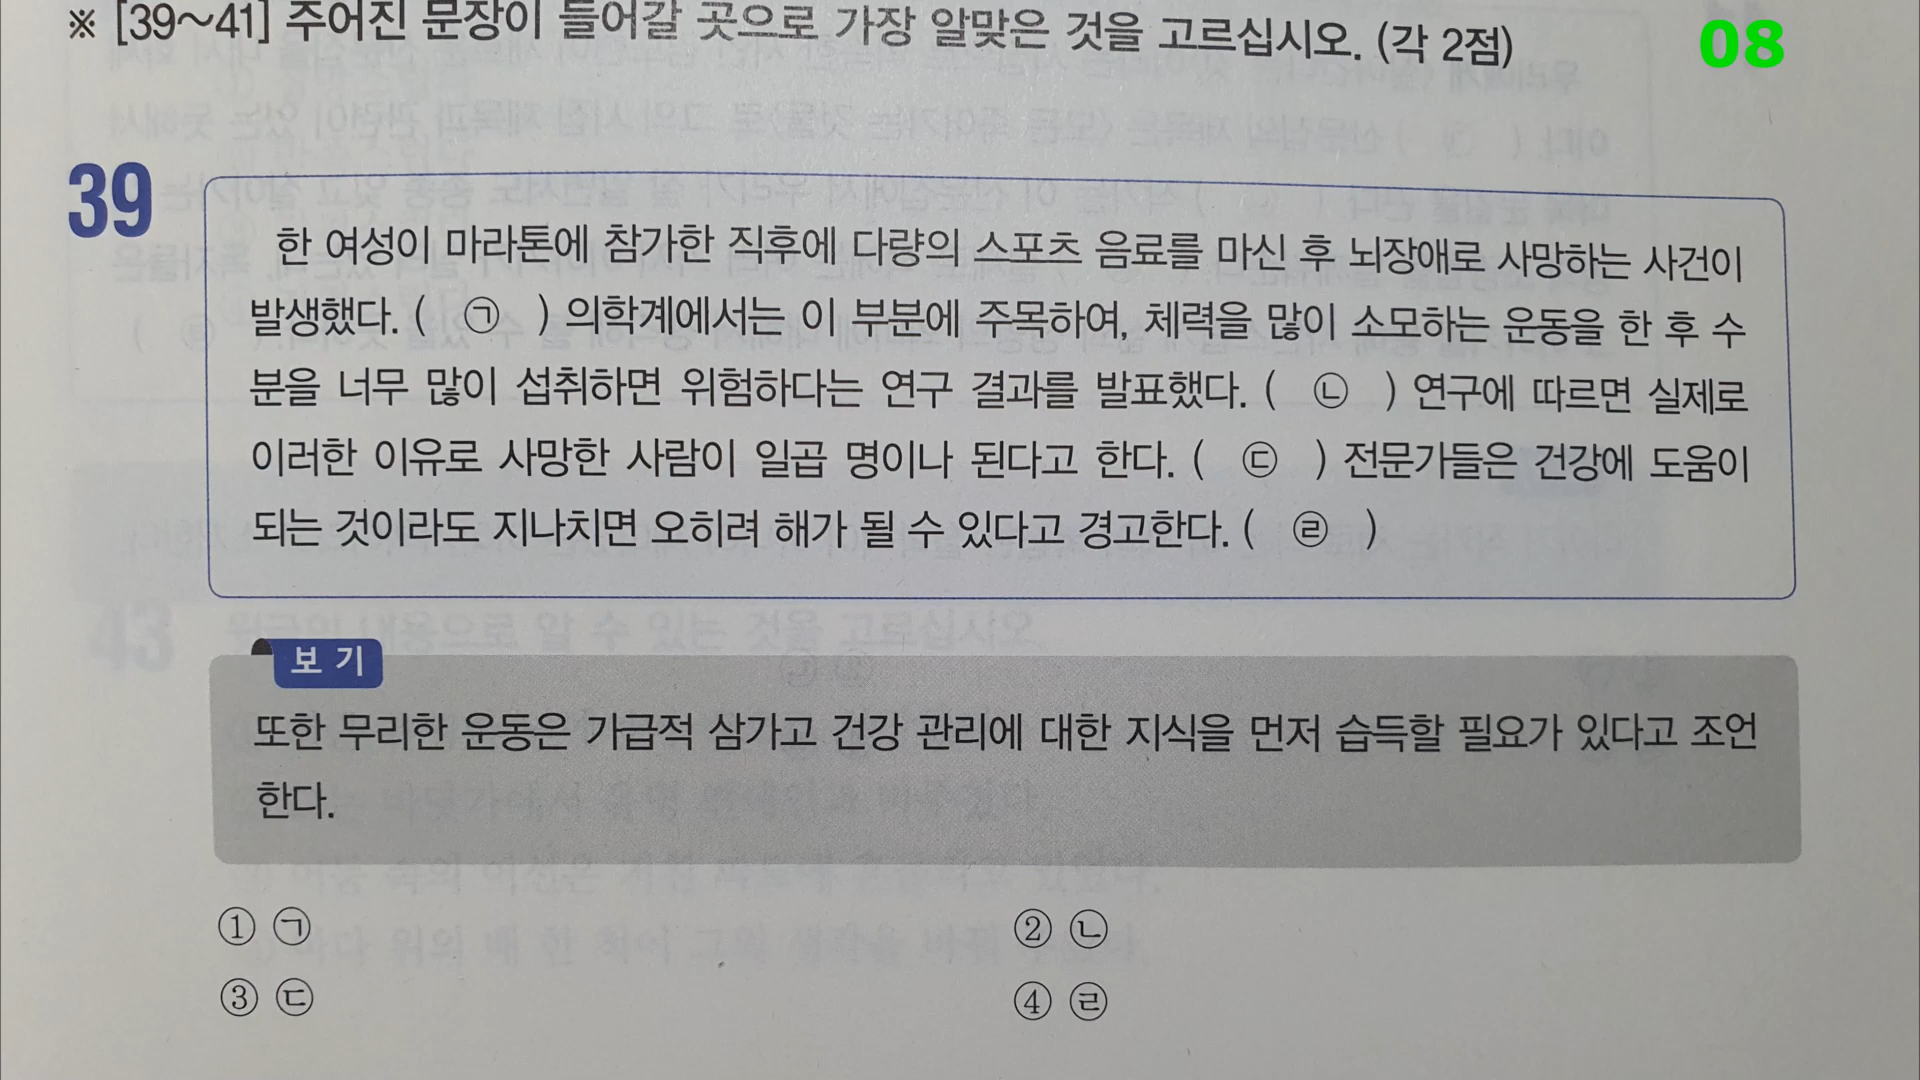 ※ [39~41] 주어진 문장이 들어갈 곳으로 가장 알맞은 것을 고르십시오. (각 2점)
08
39
한 여성이 마라톤에 참가한 직후에 다량의 스포츠 음료를 마신 후 뇌장애로 사망하는 사건이
발생했다. ( ㉠ ) 의학계에서는 이 부분에 주목하여, 체력을 많이 소모하는 운동을 한 후 수
분을 너무 많이 섭취하면 위험하다는 연구 결과를 발표했다. ( ㉡ ) 연구에 따르면 실제로
이러한 이유로 사망한 사람이 일곱 명이나 된다고 한다. ( ㉢ ) 전문가들은 건강에 도움이
되는 것이라도 지나치면 오히려 해가 될 수 있다고 경고한다. ( ㉣ )
보기
또한 무리한 운동은 가급적 삼가고 건강 관리에 대한 지식을 먼저 습득할 필요가 있다고 조언
한다.
① ㉠ ② ㉡
③ ㉢ ④ ㉣